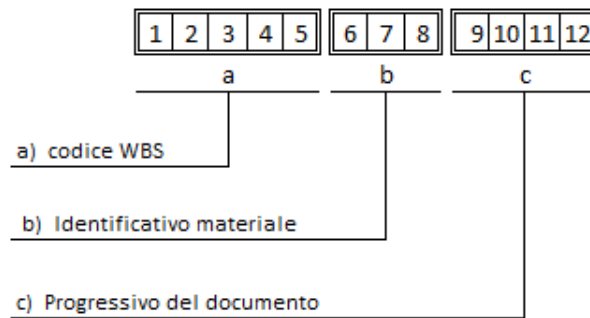 1 2 3 4 5 6 7 8 9 10 11 12
a b c
a) codice WBS
b) Identificativo materiale
c) Progressivo del documento